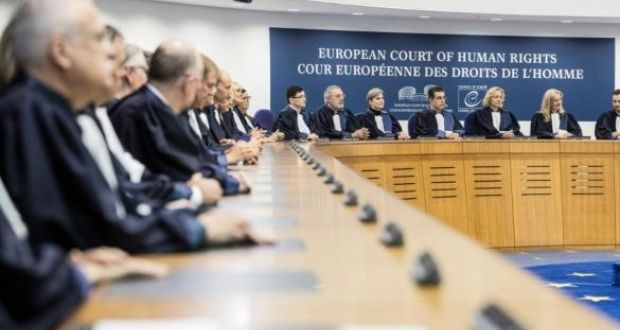 EUROPEAN COURT OF HUMAN RIGHTS
COUR EUROPÉENNE DES DROITS DE L'HOMME